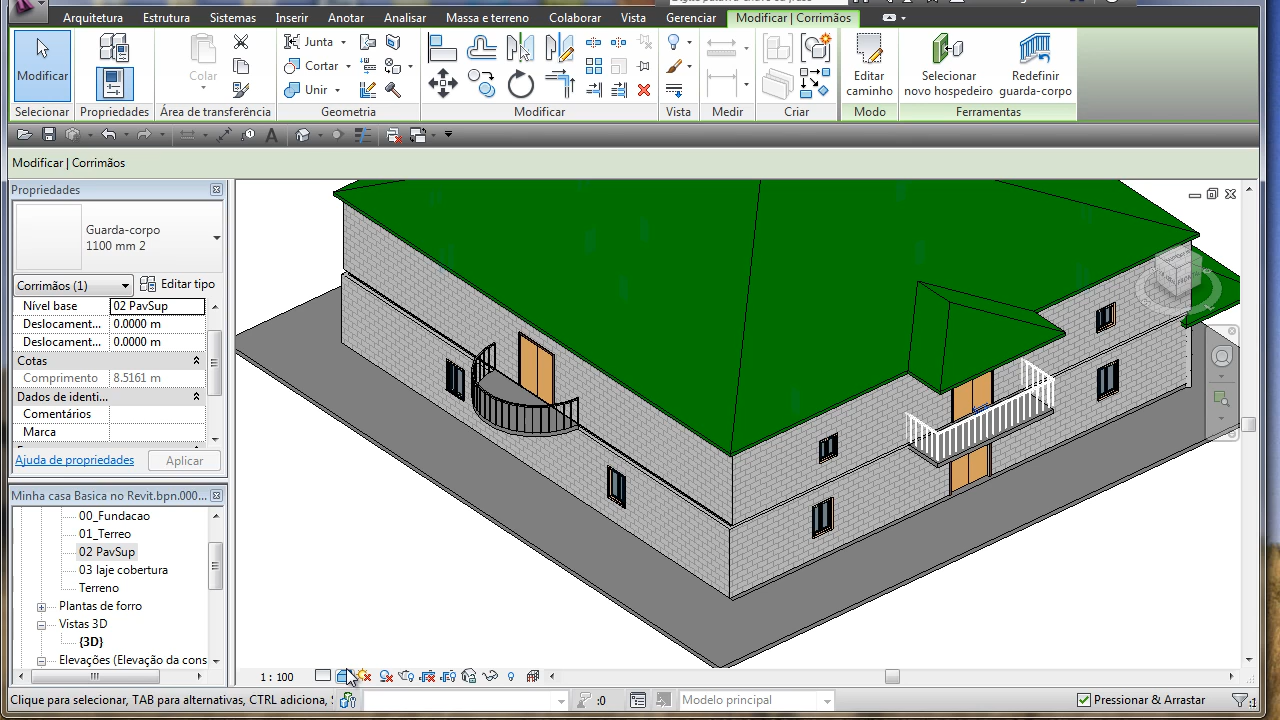 Arquitetura Estrutura Sistemas Inserir Anotar Analisar Massa e terreno Colaborar Vista Gerenciar Modificar | Corrimãos
Modificar
Colar
Junta
Cortar
Unir
Editar caminho
Selecionar novo hospedeiro
Redefinir guarda-corpo
Selecionar Propriedades Área de transferência Geometria Modificar Vista Medir Criar Modo Ferramentas
Modificar | Corrimãos
Propriedades
Guarda-corpo
1100 mm 2
Corrimãos (1) Editar tipo
Nível base 02 PavSup
Deslocament... 0.0000 m
Deslocament... 0.0000 m
Cotas
Comprimento 8.5161 m
Dados de identi...
Comentários
Marca
Ajuda de propriedades Aplicar
Minha casa Basica no Revit.bpn.000...
00_Fundacao
01_Terreo
02 PavSup
03 laje cobertura
Terreno
Plantas de forro
Vistas 3D
{3D}
Elevações (Elevação da cons
1 : 100
Clique para selecionar, TAB para alternativas, CTRL adiciona,
:0
Modelo principal
Pressionar & Arrastar
:1